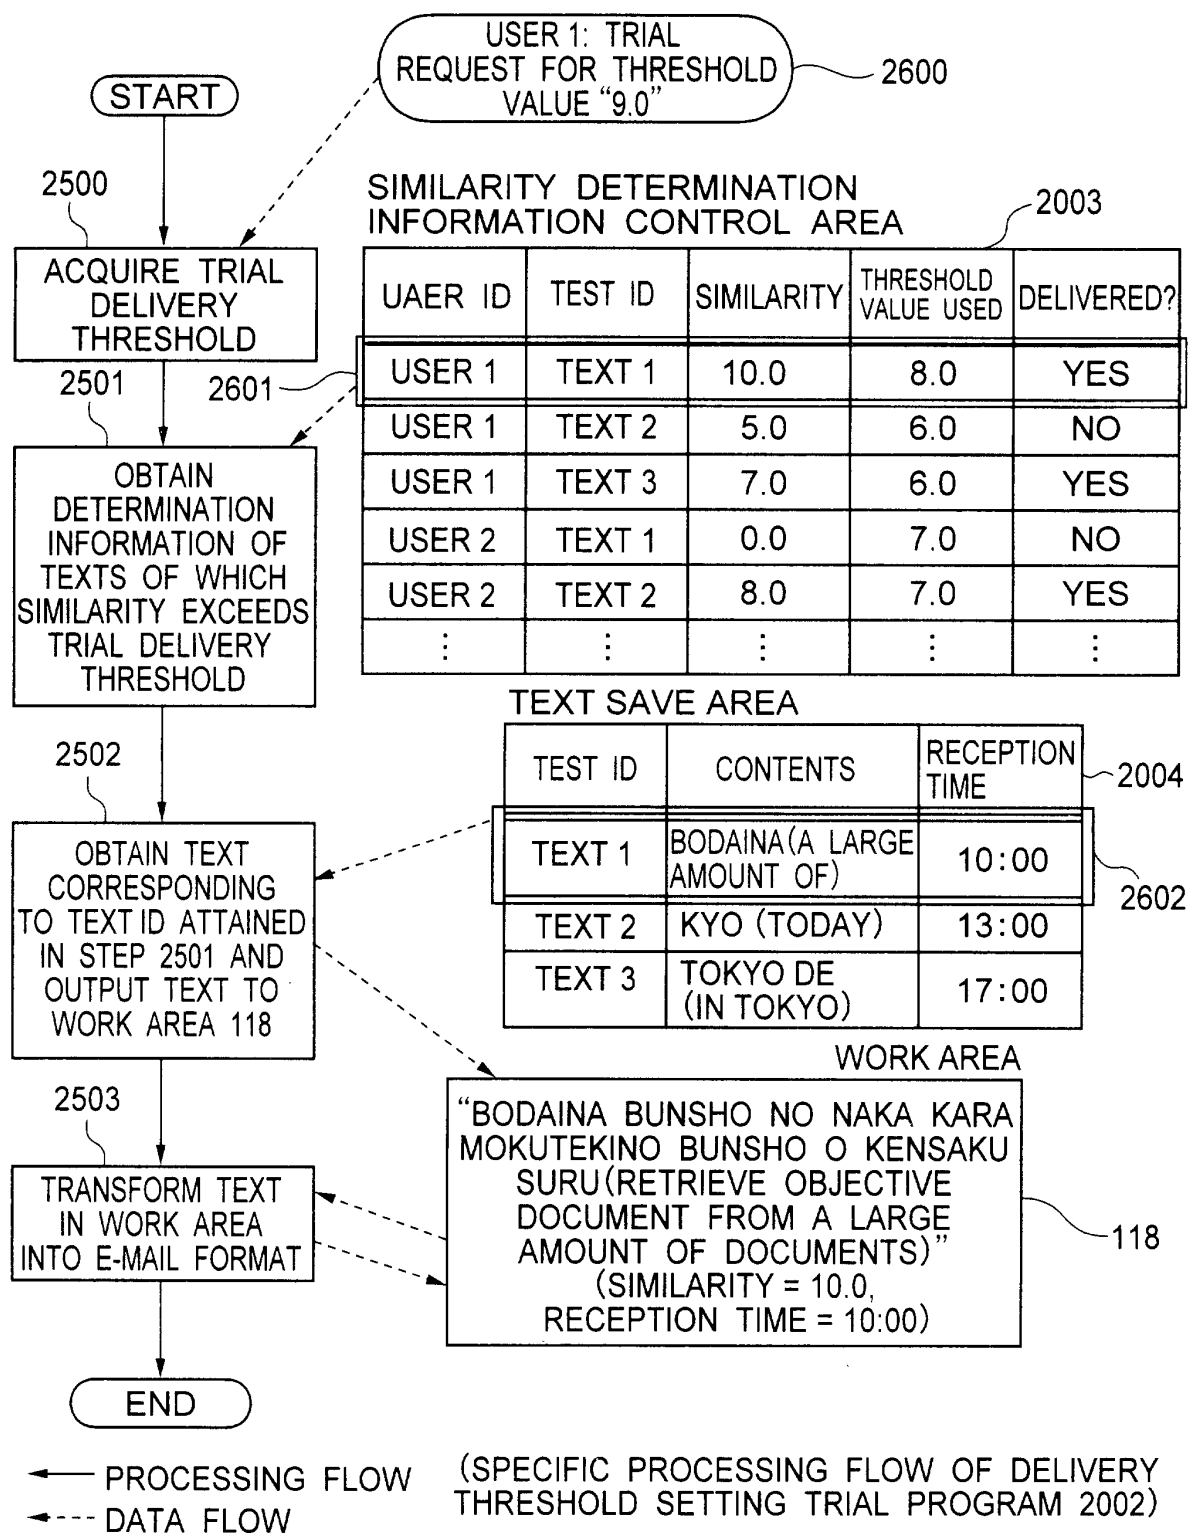 USER 1: TRIAL
REQUEST FOR THRESHOLD
VALUE “9.0”
2600
START
2500
ACQUIRE TRIAL
DELIVERY
THRESHOLD
SIMILARITY DETERMINATION
INFORMATION CONTROL AREA
2003
UAER ID TEST ID SIMILARITY THRESHOLD VALUE USED DELIVERED?
USER 1 TEXT 1 10.0 8.0 YES
USER 1 TEXT 2 5.0 6.0 NO
USER 1 TEXT 3 7.0 6.0 YES
USER 2 TEXT 1 0.0 7.0 NO
USER 2 TEXT 2 8.0 7.0 YES
⋮ ⋮ ⋮ ⋮ ⋮
2601
2501
OBTAIN
DETERMINATION
INFORMATION OF
TEXTS OF WHICH
SIMILARITY EXCEEDS
TRIAL DELIVERY
THRESHOLD
TEXT SAVE AREA
TEST ID CONTENTS RECEPTION TIME
2004
TEXT 1 BODAINA(A LARGE AMOUNT OF) 10:00
2602
TEXT 2 KYO (TODAY) 13:00
TEXT 3 TOKYO DE (IN TOKYO) 17:00
2502
OBTAIN TEXT
CORRESPONDING
TO TEXT ID ATTAINED
IN STEP 2501 AND
OUTPUT TEXT TO
WORK AREA 118
WORK AREA
“BODAINA BUNSHO NO NAKA KARA
MOKUTEKINO BUNSHO O KENSAKU
SURU(RETRIEVE OBJECTIVE
DOCUMENT FROM A LARGE
AMOUNT OF DOCUMENTS)”
(SIMILARITY = 10.0,
RECEPTION TIME = 10:00)
118
2503
TRANSFORM TEXT
IN WORK AREA
INTO E-MAIL FORMAT
END
PROCESSING FLOW
DATA FLOW
(SPECIFIC PROCESSING FLOW OF DELIVERY
THRESHOLD SETTING TRIAL PROGRAM 2002)